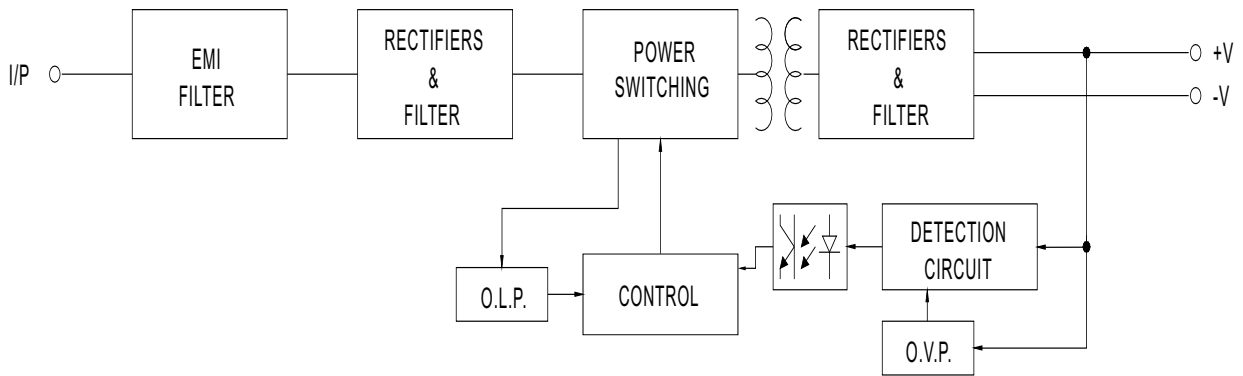 I/P
EMI
FILTER
RECTIFIERS
&
FILTER
POWER
SWITCHING
RECTIFIERS
&
FILTER
+V
-V
O.L.P.
CONTROL
DETECTION
CIRCUIT
O.V.P.